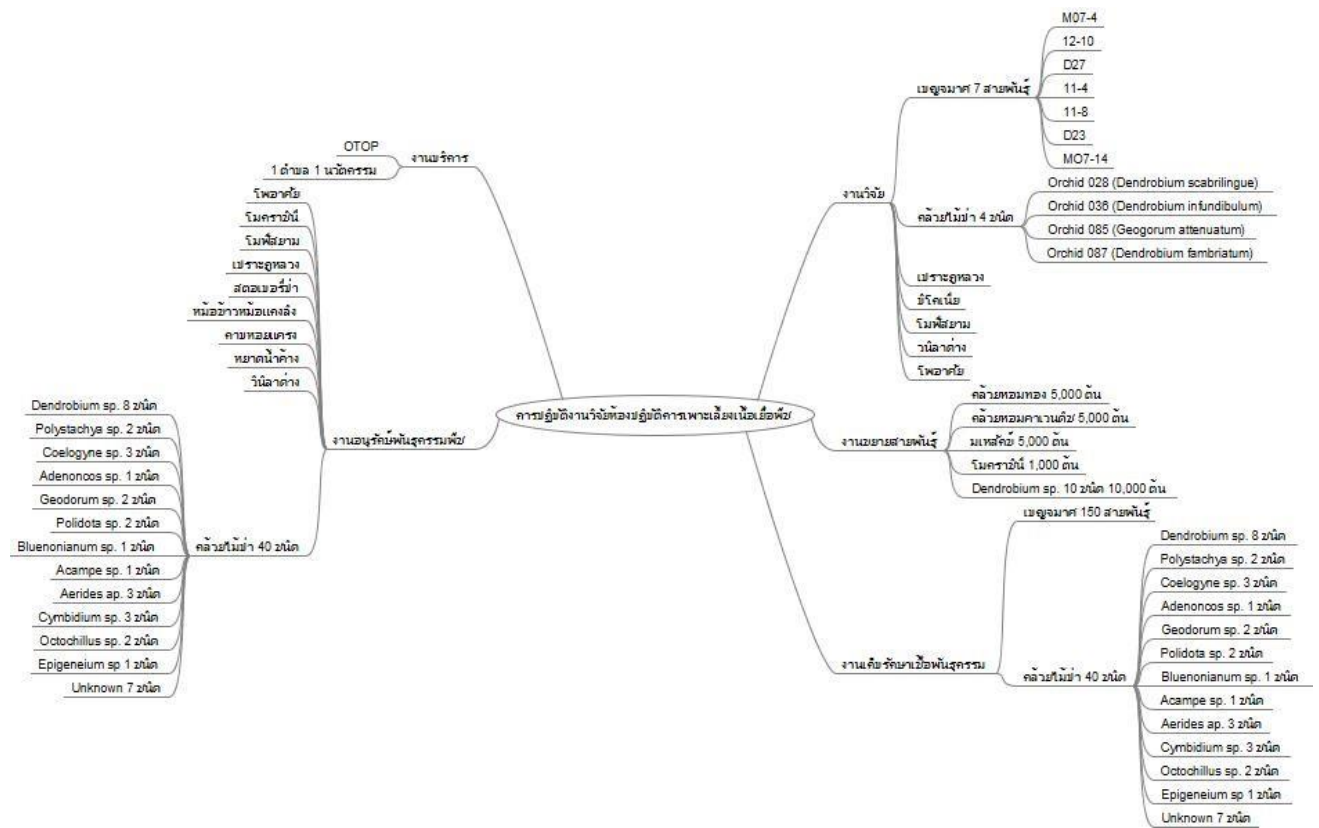 OTOP
1 ตำบล 1 นวัตกรรม
งานบริการ
โพอาศัย
โมกราชินี
โมฬีสยาม
เปราะภูหลวง
สตอเบอรี่ป่า
หม้อข้าวหม้อแกงลิง
กาบหอยแครง
หยาดน้ำค้าง
วินิลาด่าง
งานอนุรักษ์พันธุกรรมพืช
Dendrobium sp. 8 ชนิด
Polystachya sp. 2 ชนิด
Coelogyne sp. 3 ชนิด
Adenoncos sp. 1 ชนิด
Geodorum sp. 2 ชนิด
Polidota sp. 2 ชนิด
Bluenonianum sp. 1 ชนิด
Acampe sp. 1 ชนิด
Aerides ap. 3 ชนิด
Cymbidium sp. 3 ชนิด
Octochillus sp. 2 ชนิด
Epigeneium sp 1 ชนิด
Unknown 7 ชนิด
กล้วยไม้ป่า 40 ชนิด
การปฏิบัติงานวิจัยห้องปฏิบัติการเพาะเลี้ยงเนื้อเยื่อพืช
งานวิจัย
เบญจมาศ 7 สายพันธุ์
M07-4
12-10
D27
11-4
11-8
D23
MO7-14
กล้วยไม้ป่า 4 ชนิด
Orchid 028 (Dendrobium scabrilingue)
Orchid 036 (Dendrobium infundibulum)
Orchid 085 (Geogorum attenuatum)
Orchid 087 (Dendrobium fambriatum)
เปราะภูหลวง
บีโกเนีย
โมฬีสยาม
วนิลาด่าง
โพอาศัย
งานขยายสายพันธุ์
กล้วยหอมทอง 5,000 ต้น
กล้วยหอมคาเวนดิช 5,000 ต้น
มเหสักข์ 5,000 ต้น
โมกราชินี 1,000 ต้น
Dendrobium sp. 10 ชนิด 10,000 ต้น
งานเก็บรักษาเชื้อพันธุกรรม
เบญจมาศ 150 สายพันธุ์
กล้วยไม้ป่า 40 ชนิด
Dendrobium sp. 8 ชนิด
Polystachya sp. 2 ชนิด
Coelogyne sp. 3 ชนิด
Adenoncos sp. 1 ชนิด
Geodorum sp. 2 ชนิด
Polidota sp. 2 ชนิด
Bluenonianum sp. 1 ชนิด
Acampe sp. 1 ชนิด
Aerides ap. 3 ชนิด
Cymbidium sp. 3 ชนิด
Octochillus sp. 2 ชนิด
Epigeneium sp 1 ชนิด
Unknown 7 ชนิด